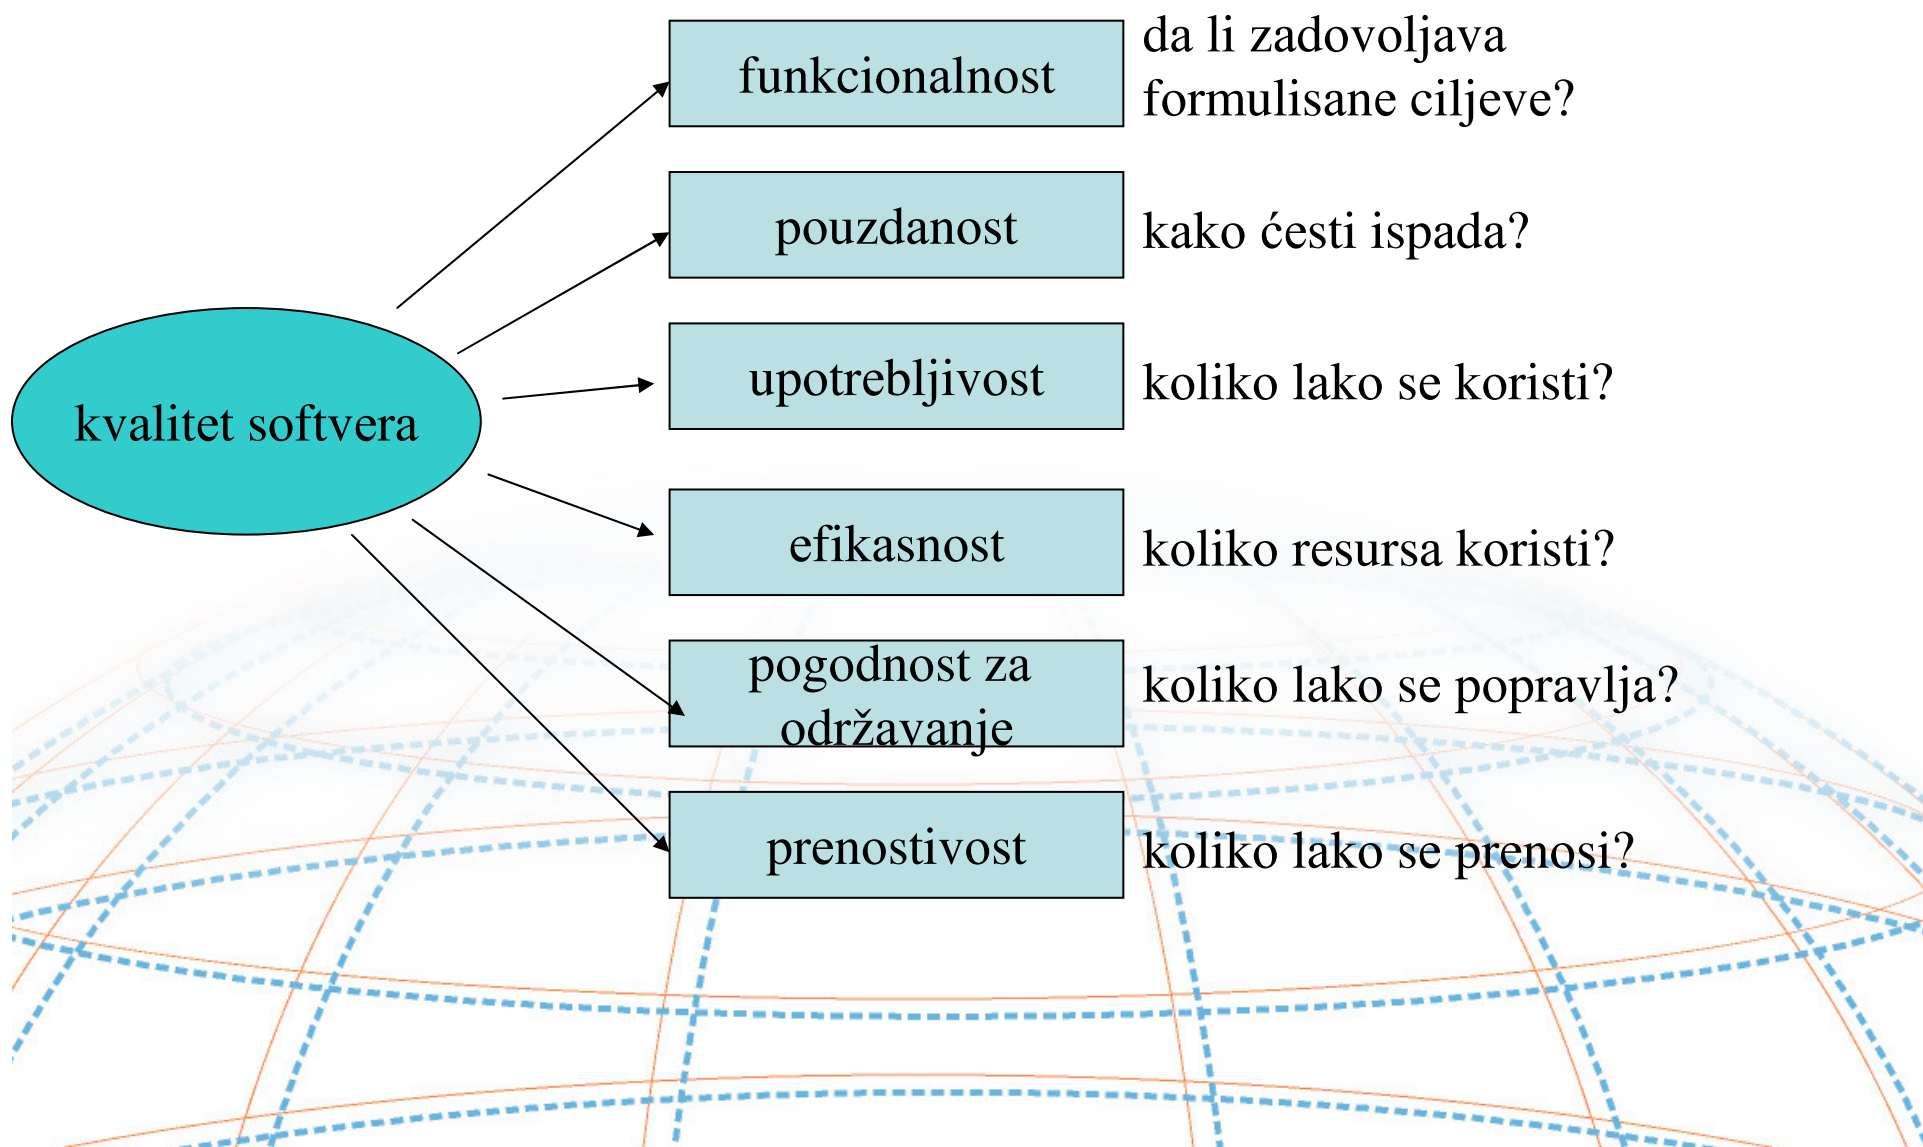 funkcionalnost
da li zadovoljava
formulisane ciljeve?
pouzdanost
kako ćesti ispada?
upotrebljivost
koliko lako se koristi?
kvalitet softvera
efikasnost
koliko resursa koristi?
pogodnost za
održavanje
koliko lako se popravlja?
prenostivost
koliko lako se prenosi?